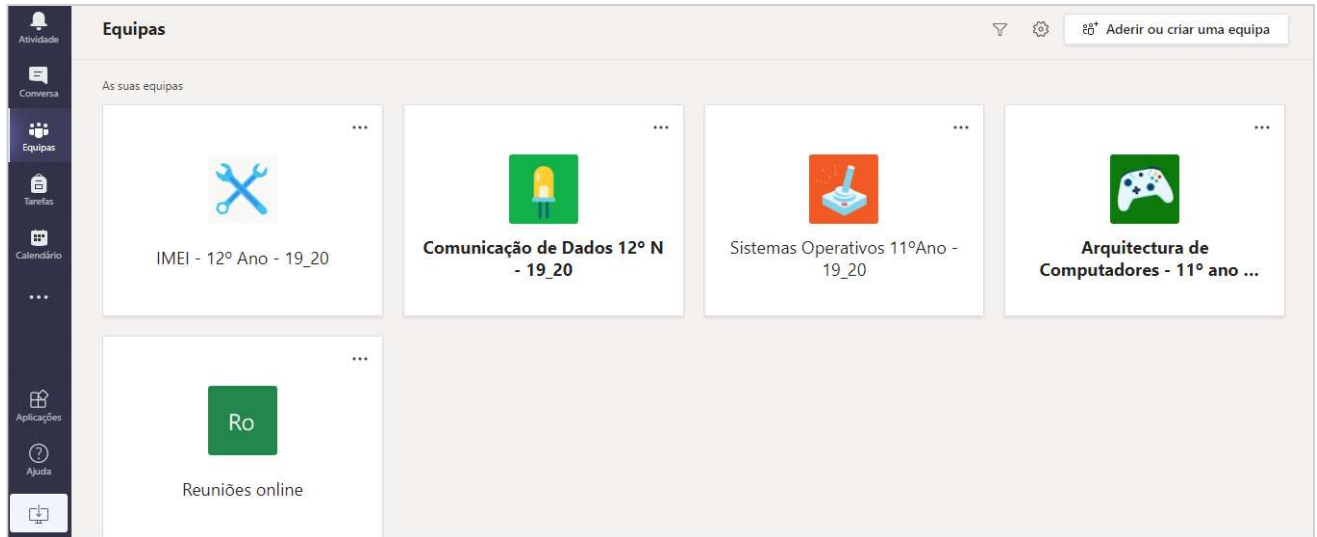 Atividade
Conversa
Equipas
Tarefas
Calendário
Aplicações
Ajuda
Equipas
Aderir ou criar uma equipa
As suas equipas
IMEI - 12º Ano - 19_20
Comunicação de Dados 12º N
- 19_20
Sistemas Operativos 11ºAno -
19_20
Arquitectura de
Computadores - 11º ano ...
Ro
Reuniões online